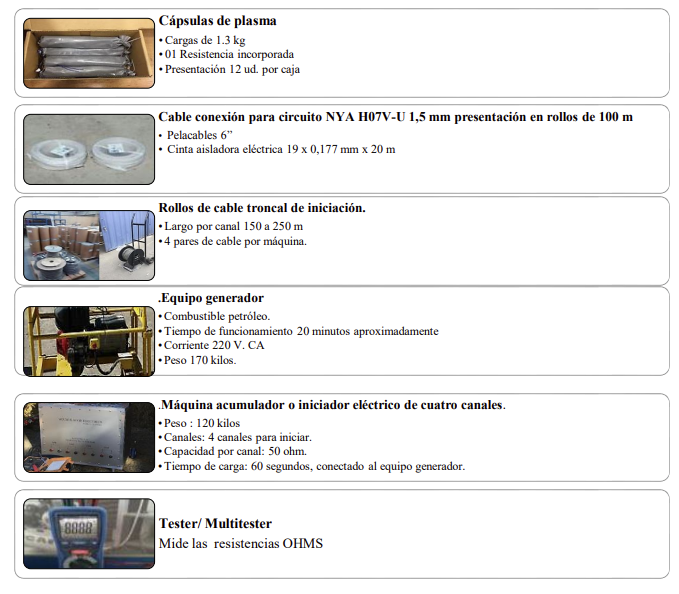 Cápsulas de plasma
• Cargas de 1.3 kg
• 01 Resistencia incorporada
• Presentación 12 ud. por caja
Cable conexión para circuito NYA H07V-U 1,5 mm presentación en rollos de 100 m
• Pelacables 6”
• Cinta aisladora eléctrica 19 x 0,177 mm x 20 m
Rollos de cable troncal de iniciación.
• Largo por canal 150 a 250 m
• 4 pares de cable por máquina.
.Equipo generador
• Combustible petróleo.
• Tiempo de funcionamiento 20 minutos aproximadamente
• Corriente 220 V. CA
• Peso 170 kilos.
.Máquina acumulador o iniciador eléctrico de cuatro canales.
• Peso : 120 kilos
• Canales: 4 canales para iniciar.
• Capacidad por canal: 50 ohm.
• Tiempo de carga: 60 segundos, conectado al equipo generador.
8888
Tester/ Multitester
Mide las resistencias OHMS